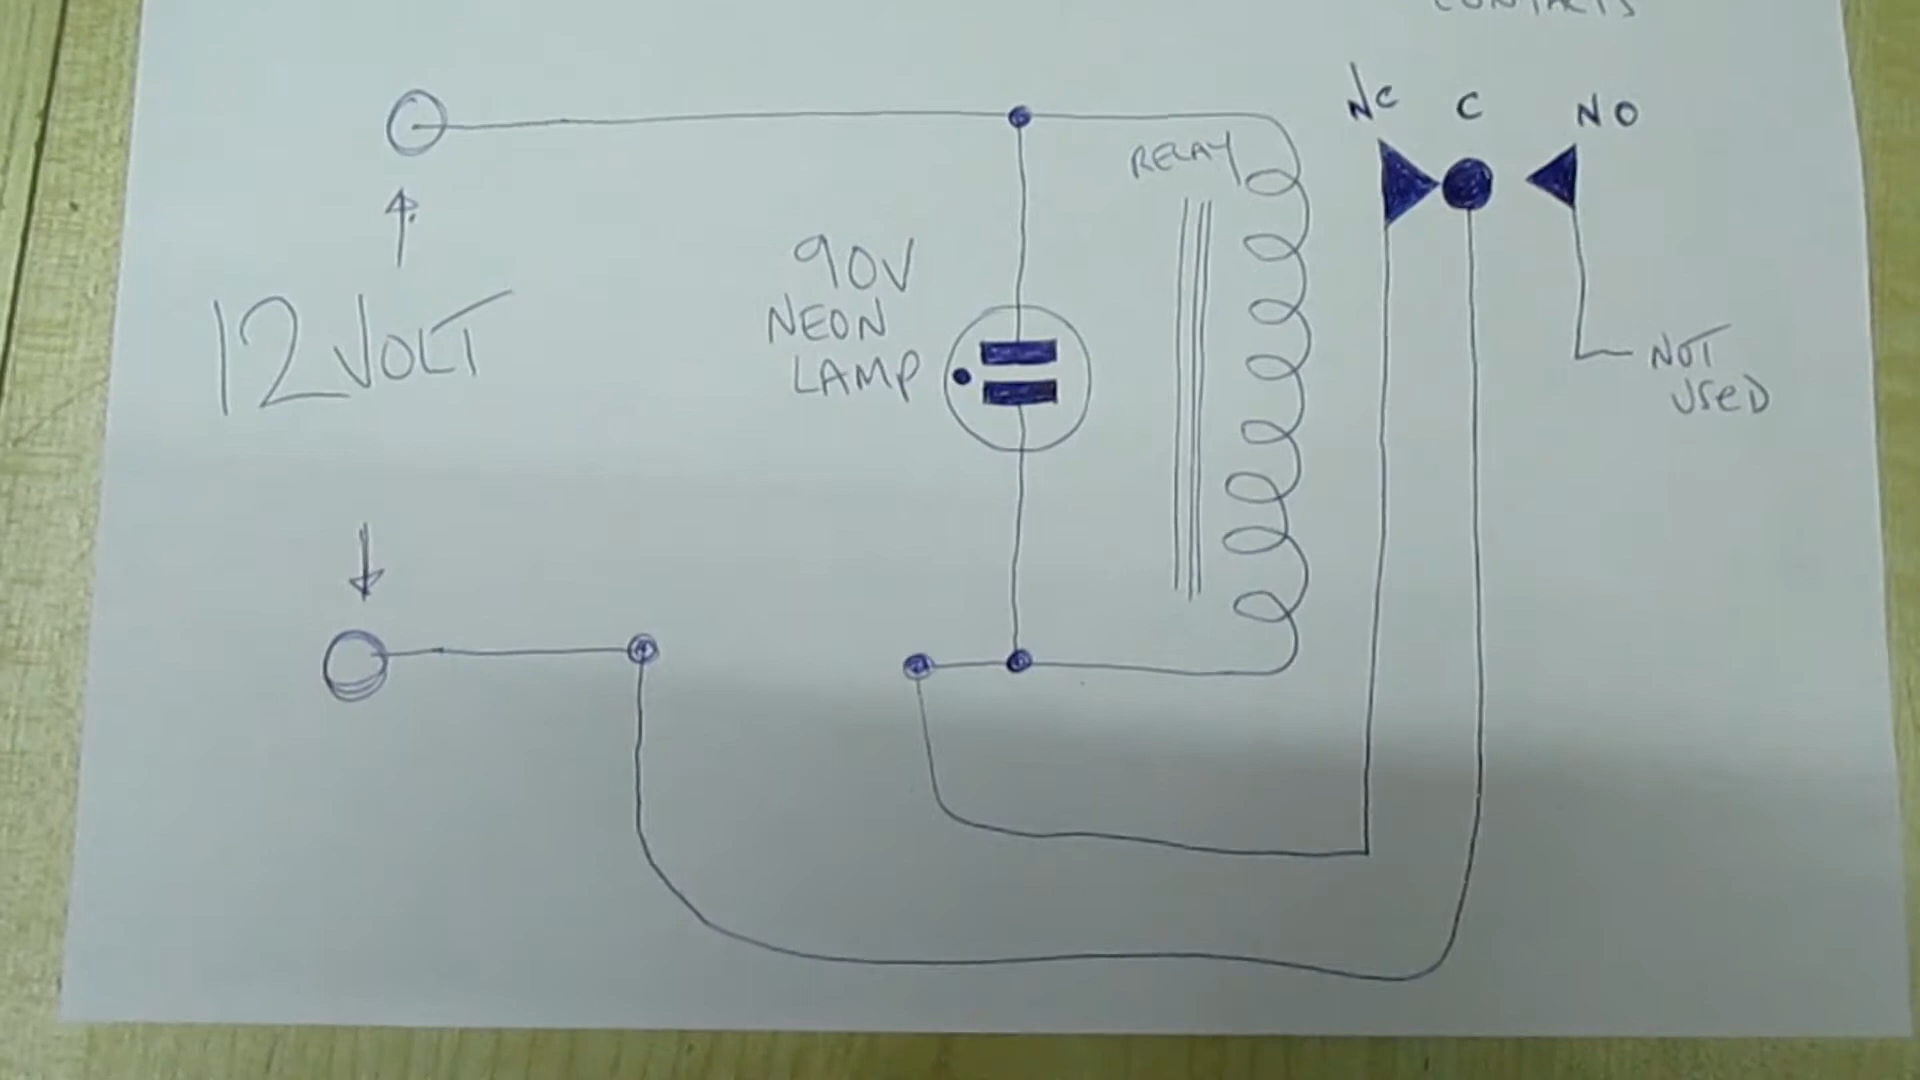 CONTACTS
NC C NO
RELAY
90V
NEON
LAMP
12 VOLT
NOT
USED